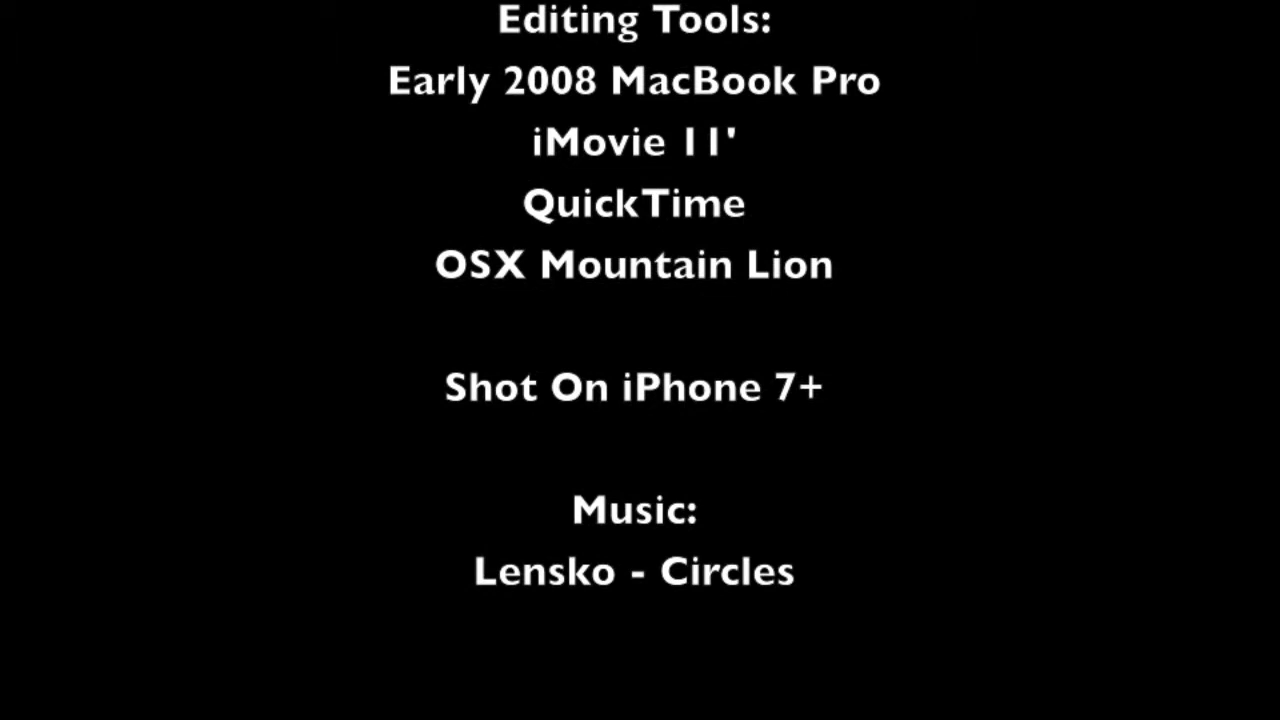 Editing Tools:
Early 2008 MacBook Pro
iMovie 11'
QuickTime
OSX Mountain Lion
Shot On iPhone 7+
Music:
Lensko - Circles